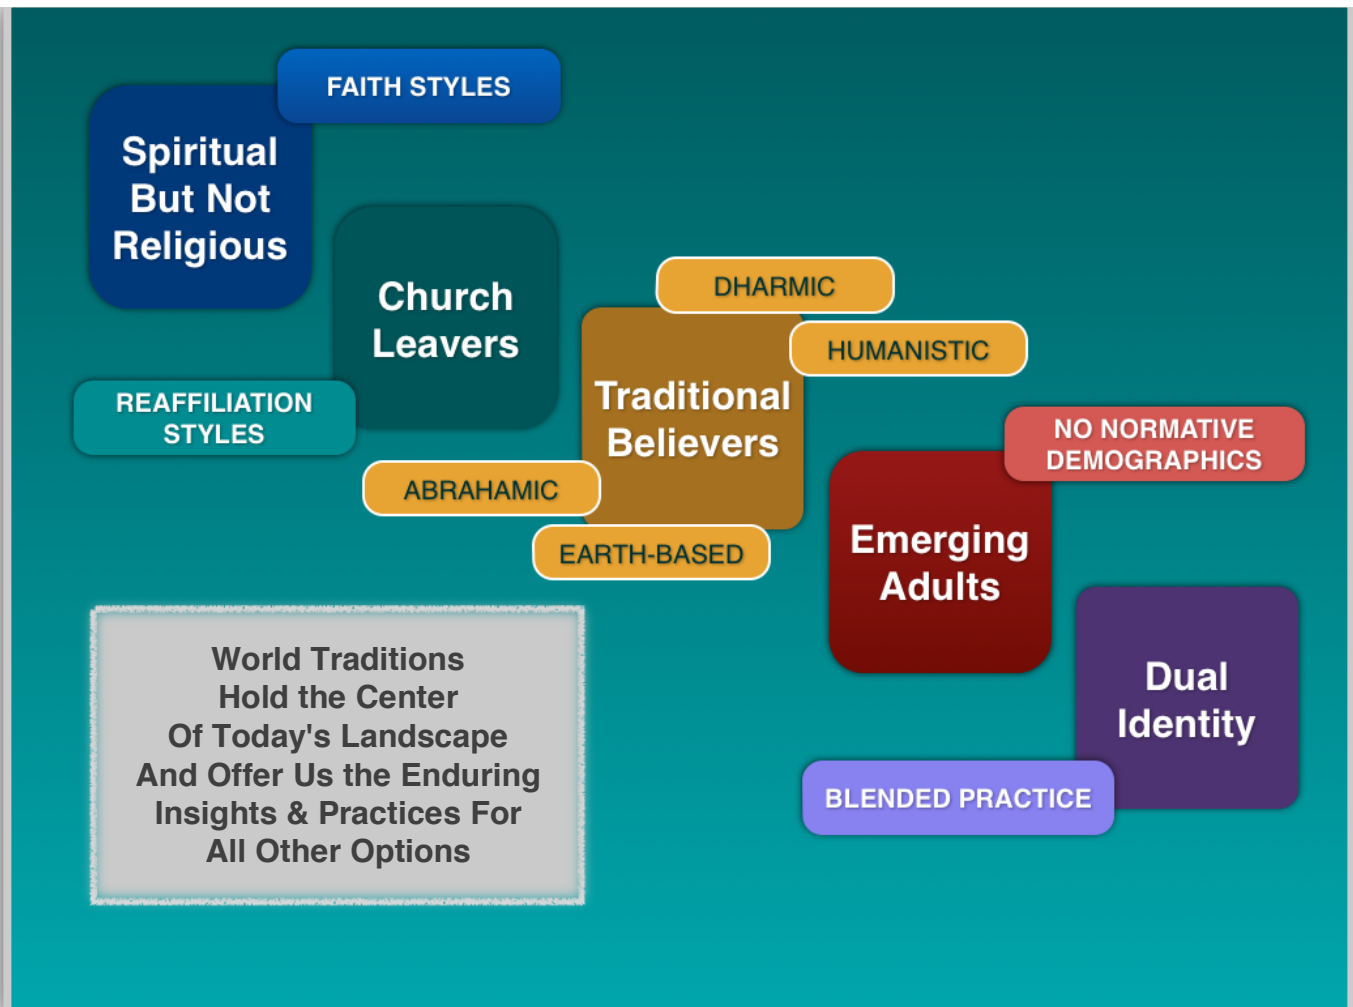 FAITH STYLES
Spiritual
But Not
Religious
Church
Leavers
REAFFILIATION
STYLES
DHARMIC
HUMANISTIC
Traditional
Believers
ABRAHAMIC
EARTH-BASED
NO NORMATIVE
DEMOGRAPHICS
Emerging
Adults
Dual
Identity
BLENDED PRACTICE
World Traditions
Hold the Center
Of Today's Landscape
And Offer Us the Enduring
Insights & Practices For
All Other Options